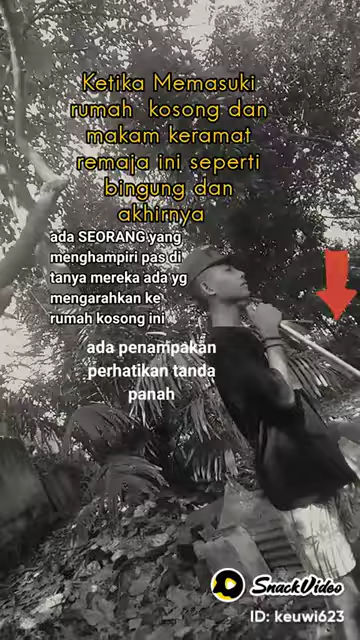 Ketika Memasuki
rumah kosong dan
makam keramat
remaja ini seperti
bingung dan
akhirnya
ada SEORANG yang
menghampiri pas di
tanya mereka ada yg
mengarahkan ke
rumah kosong ini
ada penampakan
perhatikan tanda
panah
SnackVideo
ID: keuwi623